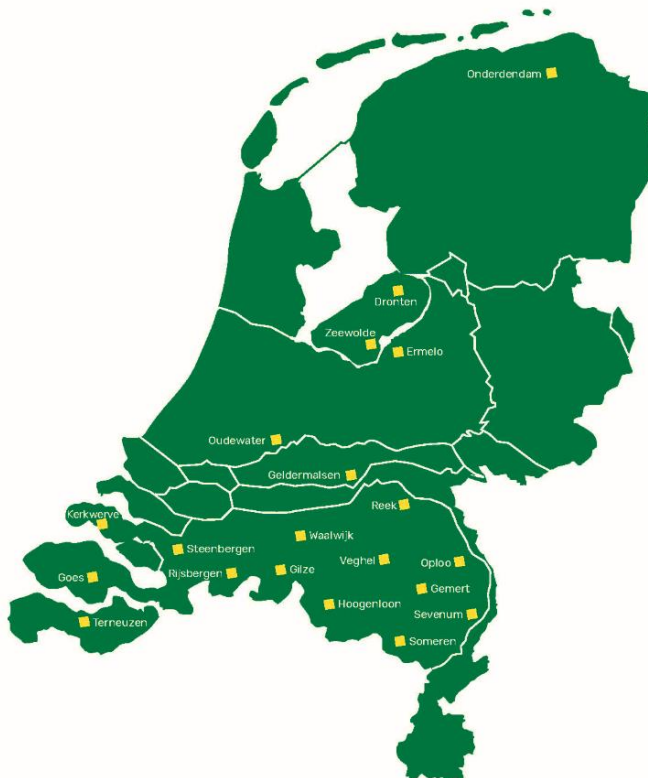 Onderdendam
Dronten
Zeewolde
Ermelo
Oudewater
Geldermalsen
Reek
Kerkwerve
Waalwijk
Steenbergen
Veghel
Oploo
Goes
Rijsbergen
Gilze
Gemert
Hoogenloon
Sevenum
Terneuzen
Someren